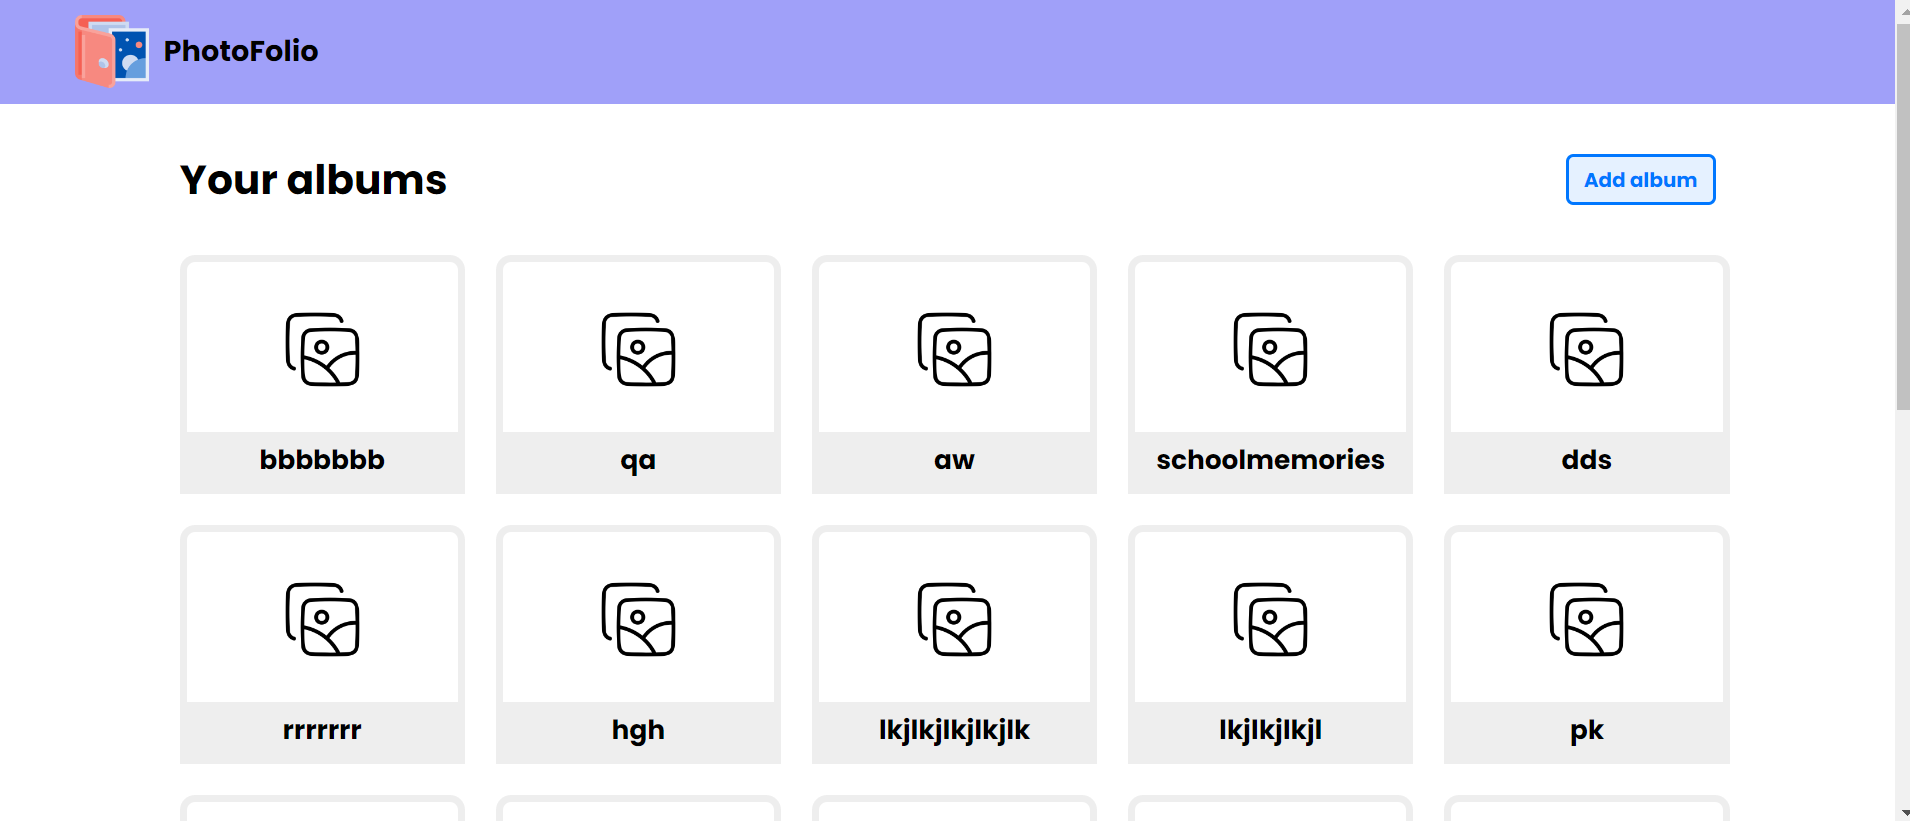 PhotoFolio
Your albums
Add album
bbbbbbb
qa
aw
schoolmemories
dds
rrrrrrr
hgh
lkjlkjlkjlkjlk
lkjlkjlkjl
pk